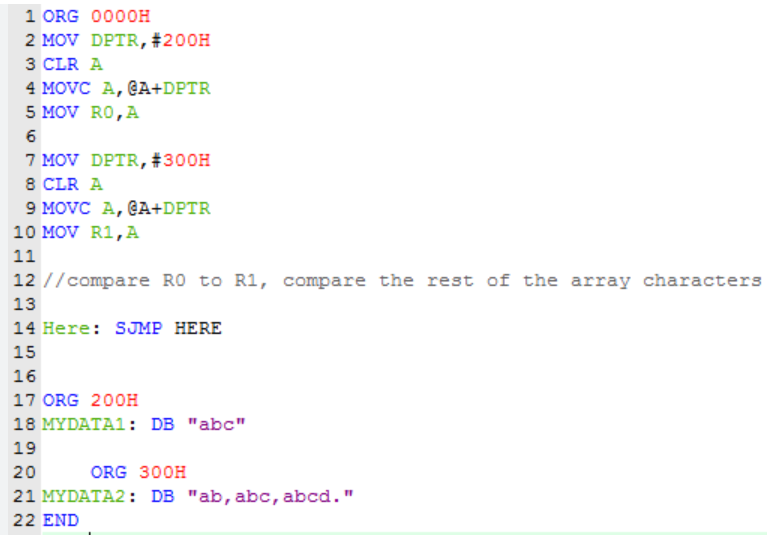 1 ORG 0000H
2 MOV DPTR,#200H
3 CLR A
4 MOVC A,@A+DPTR
5 MOV R0,A
6
7 MOV DPTR,#300H
8 CLR A
9 MOVC A,@A+DPTR
10 MOV R1,A
11
12 //compare R0 to R1, compare the rest of the array characters
13
14 Here: SJMP HERE
15
16
17 ORG 200H
18 MYDATA1: DB "abc"
19
20     ORG 300H
21 MYDATA2: DB "ab,abc,abcd."
22 END